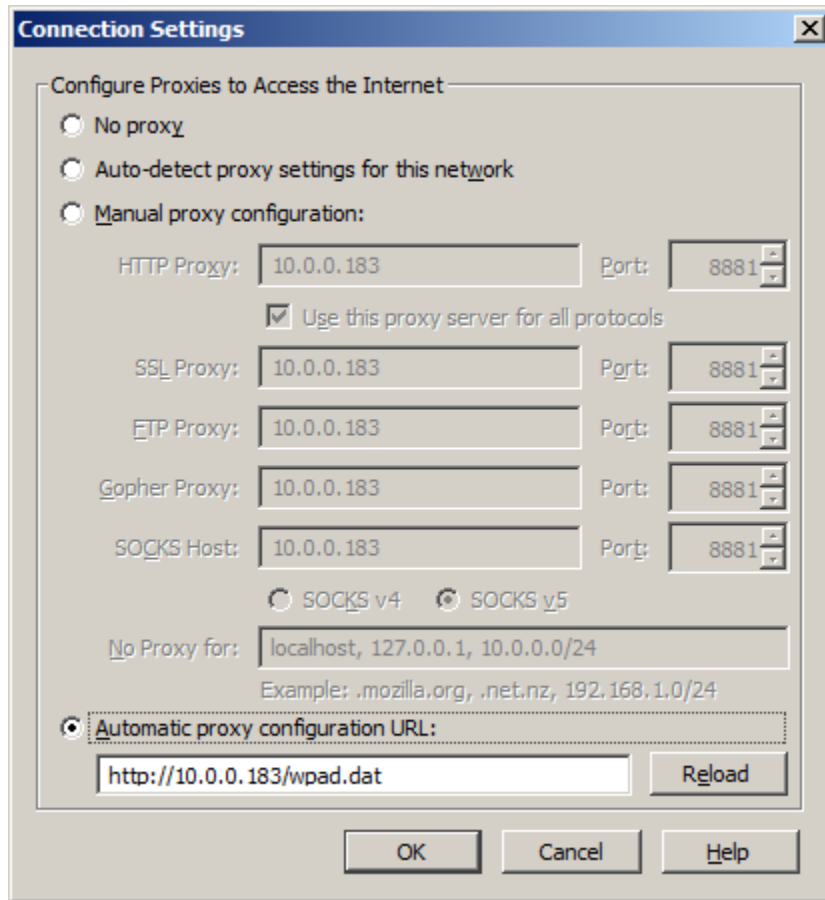 Connection Settings
Configure Proxies to Access the Internet
No proxy
Auto-detect proxy settings for this network
Manual proxy configuration:
HTTP Proxy: 10.0.0.183 Port: 8881
Use this proxy server for all protocols
SSL Proxy: 10.0.0.183 Port: 8881
FTP Proxy: 10.0.0.183 Port: 8881
Gopher Proxy: 10.0.0.183 Port: 8881
SOCKS Host: 10.0.0.183 Port: 8881
SOCKS v4 SOCKS v5
No Proxy for: localhost, 127.0.0.1, 10.0.0.0/24
Example: .mozilla.org, .net.nz, 192.168.1.0/24
Automatic proxy configuration URL:
http://10.0.0.183/wpad.dat Reload
OK Cancel Help